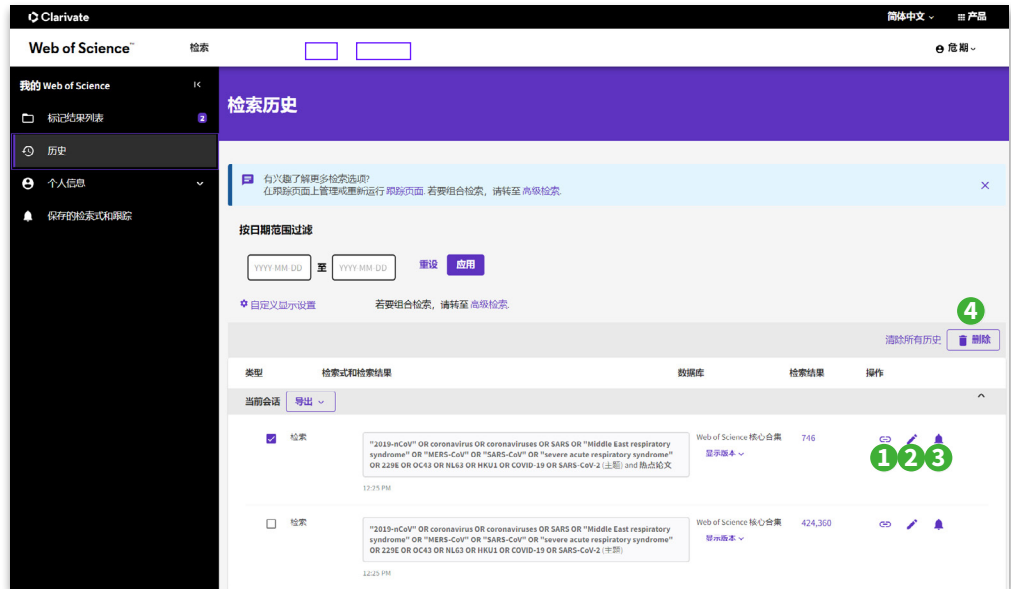 Clarivate
简体中文
产品
Web of Science™
检索
危 期
我的 Web of Science
标记结果列表
2
历史
个人信息
保存的检索式和跟踪
检索历史
有兴趣了解更多检索选项?
在跟踪页面上管理或重新运行 跟踪页面. 若要组合检索，请转至 高级检索.
按日期范围过滤
YYYY-MM-DD 至 YYYY-MM-DD 重设 应用
自定义显示设置 若要组合检索，请转至 高级检索.
4
清除所有历史 删除
类型 检索式和检索结果 数据库 检索结果 操作
当前会话 导出
检索
"2019-nCoV" OR coronavirus OR coronaviruses OR SARS OR "Middle East respiratory
syndrome" OR "MERS-CoV" OR "SARS-CoV" OR "severe acute respiratory syndrome"
OR 229E OR OC43 OR NL63 OR HKU1 OR COVID-19 OR SARS-CoV-2 (主题) and 热点论文
Web of Science 核心合集
显示版本
746
1 2 3
12:25 PM
检索
"2019-nCoV" OR coronavirus OR coronaviruses OR SARS OR "Middle East respiratory
syndrome" OR "MERS-CoV" OR "SARS-CoV" OR "severe acute respiratory syndrome"
OR 229E OR OC43 OR NL63 OR HKU1 OR COVID-19 OR SARS-CoV-2 (主题)
Web of Science 核心合集
显示版本
424,360
12:25 PM